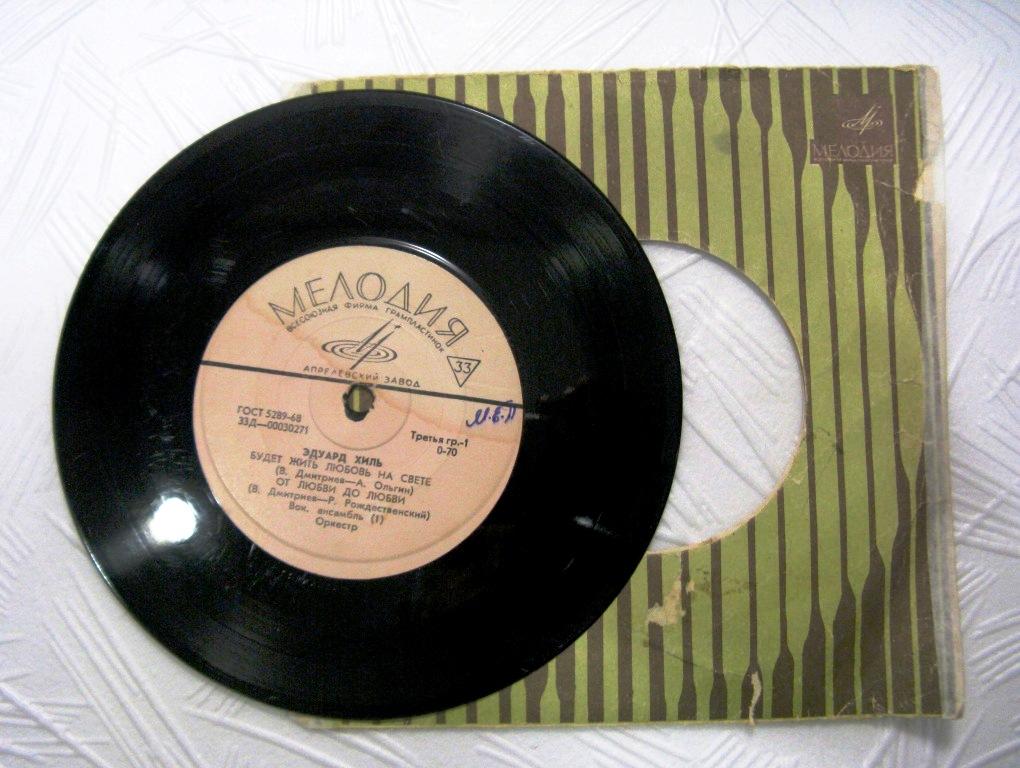 МЕЛОДИЯ
ВСЕСОЮЗНАЯ ФИРМА ГРАМПЛАСТИНОК
33
АПРЕЛЕВСКИЙ ЗАВОД
ГОСТ 5289-68
33Д—00030271
Третья гр.-1
0-70
ЭДУАРД ХИЛЬ
БУДЕТ ЖИТЬ ЛЮБОВЬ НА СВЕТЕ
(В. Дмитриев—А. Ольгин)
ОТ ЛЮБВИ ДО ЛЮБВИ
(В. Дмитриев—Р. Рождественский)
Вок. ансамбль (1)
Оркестр
МЕЛОДИЯ